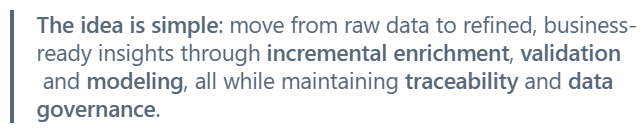 The idea is simple: move from raw data to refined, business-
ready insights through incremental enrichment, validation
and modeling, all while maintaining traceability and data
governance.